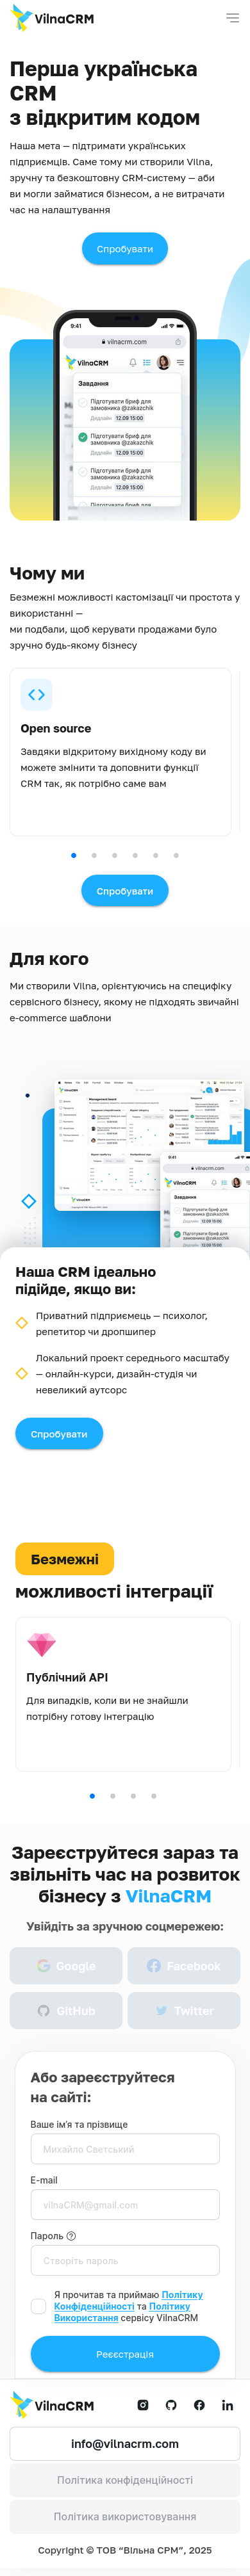 VilnaCRM
Перша українська
CRM
з відкритим кодом
Наша мета — підтримати українських
підприємців. Саме тому ми створили Vilna,
зручну та безкоштовну CRM-систему — аби
ви могли займатися бізнесом, а не витрачати
час на налаштування
Спробувати
9:41
vilnacrm.com
VilnaCRM
Завдання
Підготувати бриф для
замовника @zakazchik
Дедлайн 12.09 15:00
Підготувати бриф для
замовника @zakazchik
Дедлайн 12.09 15:00
Підготувати бриф для
замовника @zakazchik
Дедлайн 12.09 15:00
Підготувати бриф для
Чому ми
Безмежні можливості кастомізації чи простота у
використанні —
ми подбали, щоб керувати продажами було
зручно будь-якому бізнесу
Open source
Завдяки відкритому вихідному коду ви
можете змінити та доповнити функції
CRM так, як потрібно саме вам
Спробувати
Для кого
Ми створили Vilna, орієнтуючись на специфіку
сервісного бізнесу, якому не підходять звичайні
e-commerce шаблони
9:41
vilnacrm.com
VilnaCRM
Завдання
Наша CRM ідеально
підійде, якщо ви:
Приватний підприємець — психолог,
репетитор чи дропшипер
Локальний проект середнього масштабу
— онлайн-курси, дизайн-студія чи
невеликий аутсорс
Спробувати
Безмежні
можливості інтеграції
Публічний API
Для випадків, коли ви не знайшли
потрібну готову інтеграцію
Зареєструйтеся зараз та
звільніть час на розвиток
бізнесу з VilnaCRM
Увійдіть за зручною соцмережею:
Google
Facebook
GitHub
Twitter
Або зареєструйтеся
на сайті:
Ваше ім’я та прізвище
Михайло Светський
E-mail
vilnaCRM@gmail.com
Пароль
Створіть пароль
Я прочитав та приймаю Політику
Конфіденційності та Політику
Використання сервісу VilnaCRM
Реєєстрація
VilnaCRM
info@vilnacrm.com
Політика конфіденційності
Політика використовування
Copyright © ТОВ “Вільна СРМ”, 2025